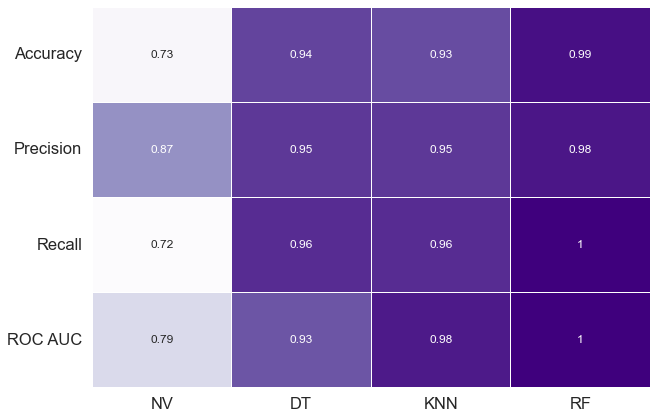 Accuracy 0.73 0.94 0.93 0.99
Precision 0.87 0.95 0.95 0.98
Recall 0.72 0.96 0.96 1
ROC AUC 0.79 0.93 0.98 1
NV DT KNN RF